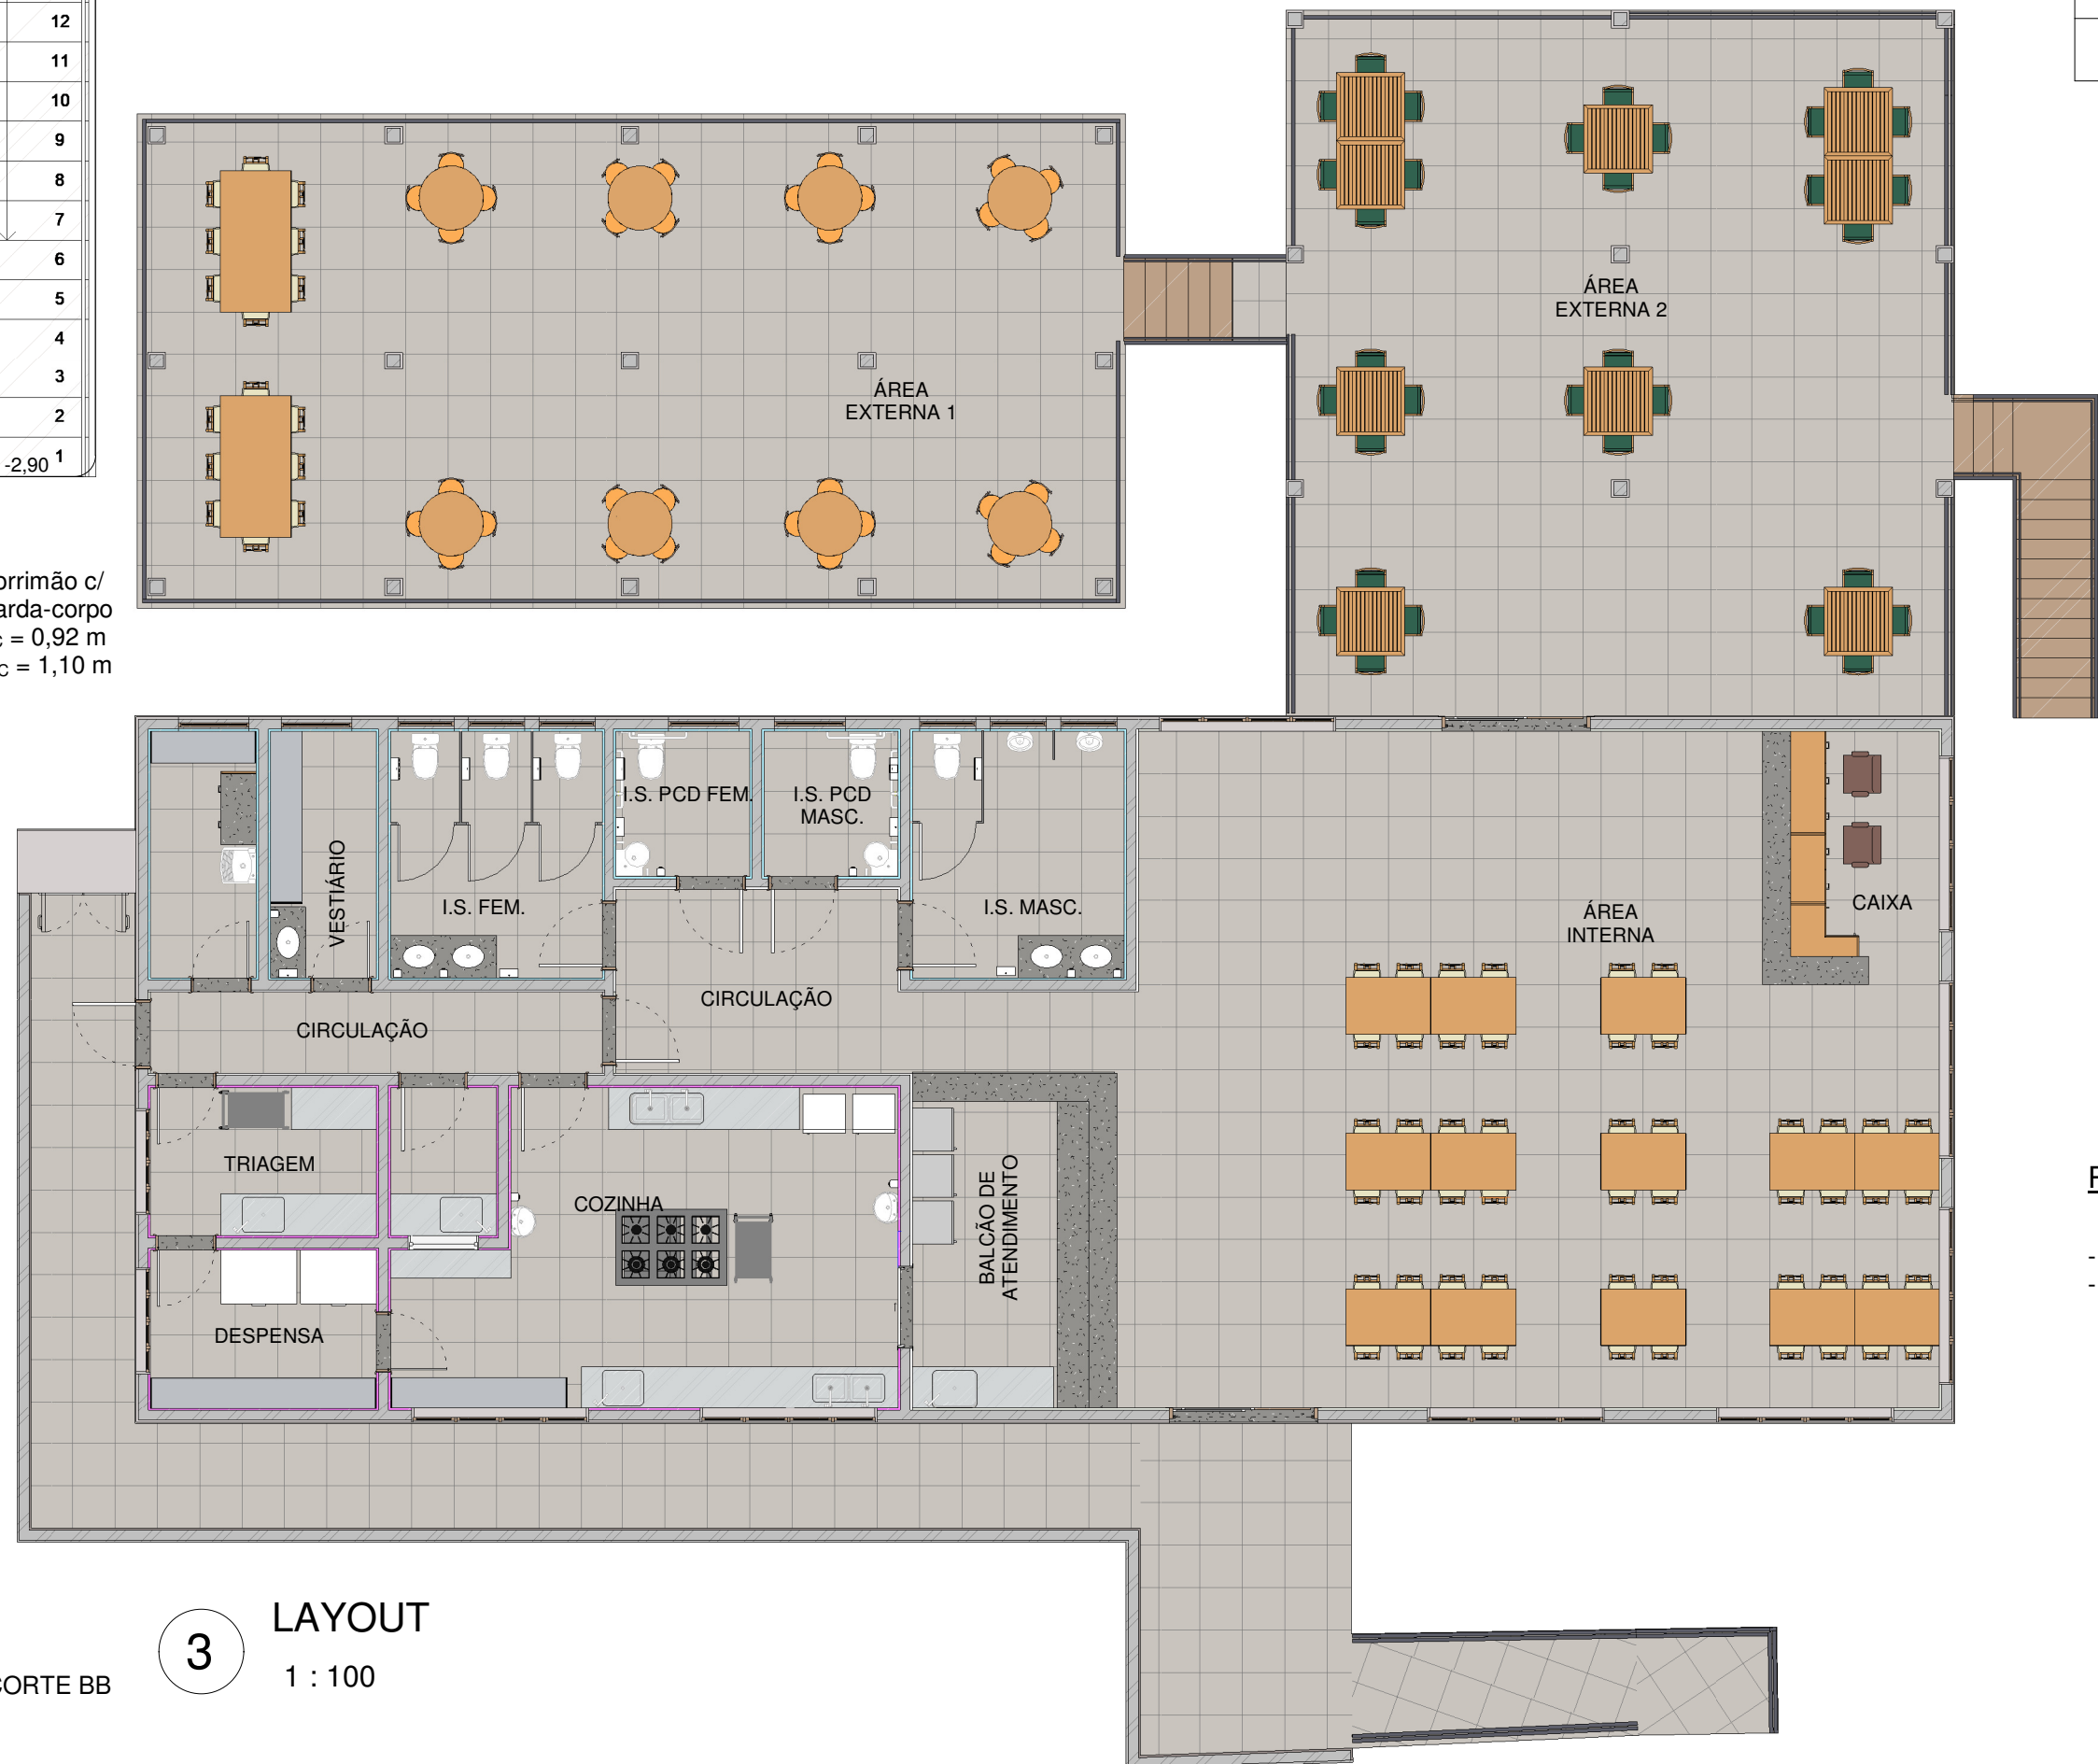 12
11
10
9
8
7
6
5
4
3
2
1
-2,90
orrimão c/
arda-corpo
C = 0,92 m
C = 1,10 m
ÁREA
EXTERNA 1
ÁREA
EXTERNA 2
I.S. PCD FEM.
I.S. PCD
MASC.
VESTIÁRIO
I.S. FEM.
I.S. MASC.
CAIXA
ÁREA
INTERNA
CIRCULAÇÃO
CIRCULAÇÃO
TRIAGEM
COZINHA
BALCÃO DE
ATENDIMENTO
DESPENSA
3
LAYOUT
1 : 100
CORTE BB
-
-